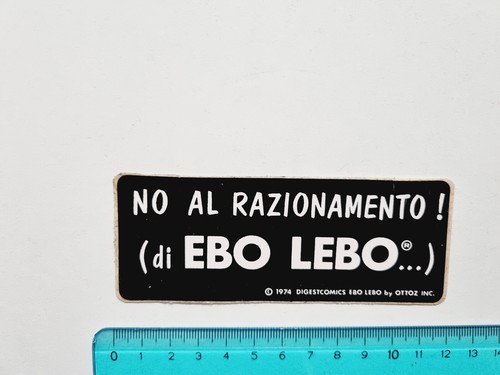 NO AL RAZIONAMENTO !
(di EBO LEBO®...)
© 1974 DIGESTCOMICS EBO LEBO by OTTOZ INC.
0 1 2 3 4 5 6 7 8 9 10 11 12 13 14